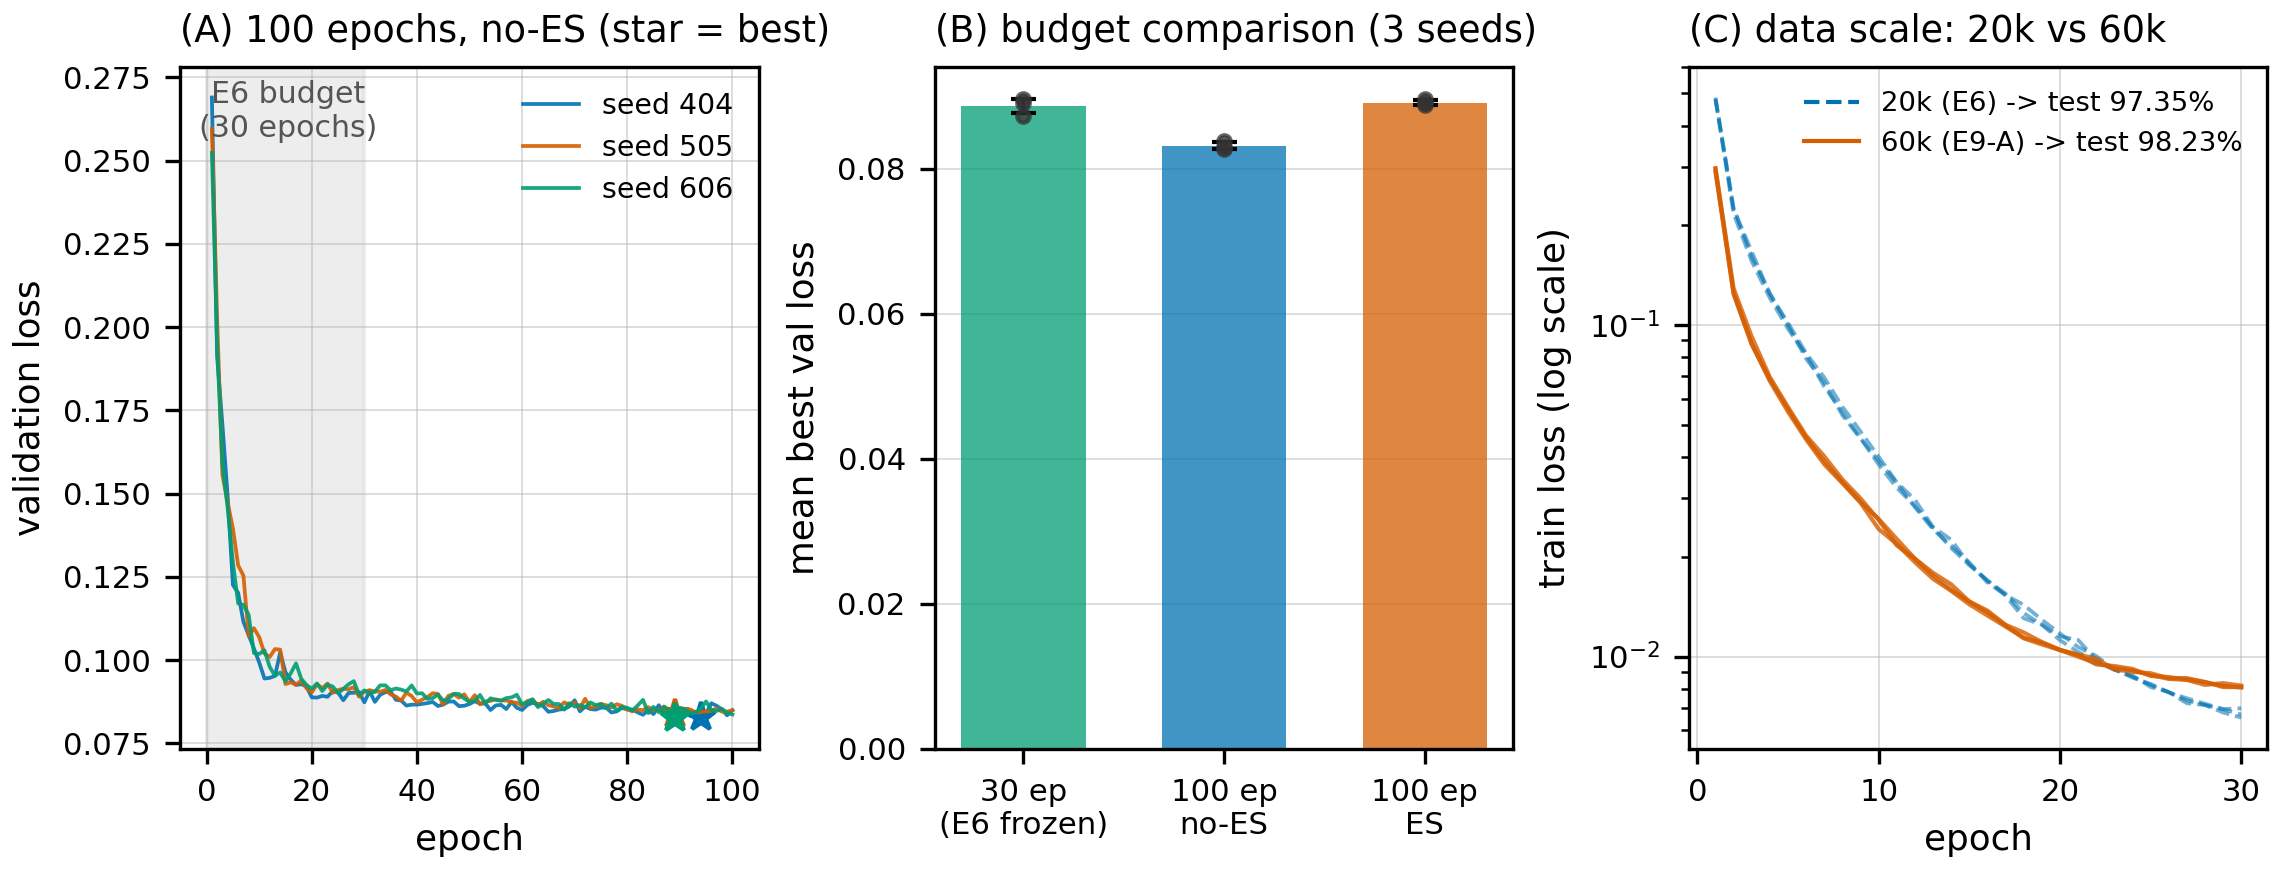 (A) 100 epochs, no-ES (star = best)
E6 budget
(30 epochs)
seed 404
seed 505
seed 606
validation loss
0.275
0.250
0.225
0.200
0.175
0.150
0.125
0.100
0.075
0 20 40 60 80 100
epoch
(B) budget comparison (3 seeds)
mean best val loss
0.08
0.06
0.04
0.02
0.00
30 ep
(E6 frozen)
100 ep
no-ES
100 ep
ES
(C) data scale: 20k vs 60k
20k (E6) -> test 97.35%
60k (E9-A) -> test 98.23%
train loss (log scale)
10⁻¹
10⁻²
0 10 20 30
epoch